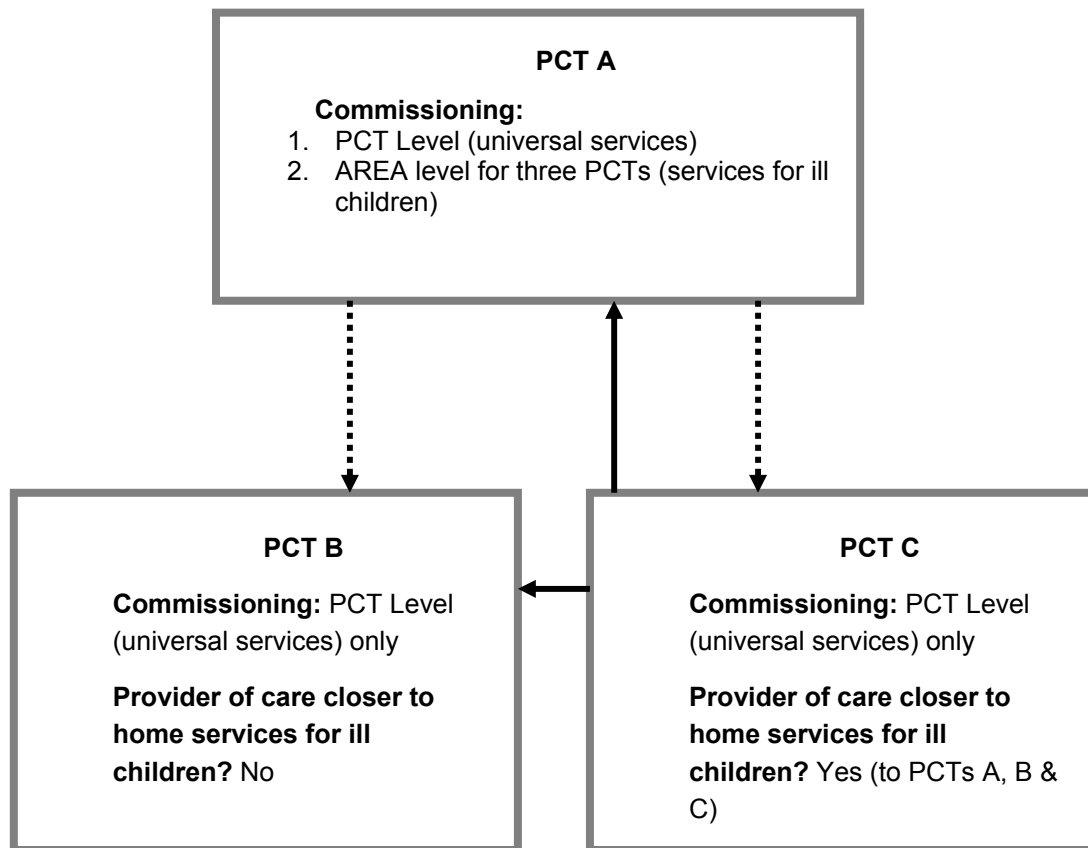 PCT A
Commissioning:
1. PCT Level (universal services)
2. AREA level for three PCTs (services for ill
children)
PCT B
Commissioning: PCT Level
(universal services) only
Provider of care closer to
home services for ill
children? No
PCT C
Commissioning: PCT Level
(universal services) only
Provider of care closer to
home services for ill
children? Yes (to PCTs A, B &
C)